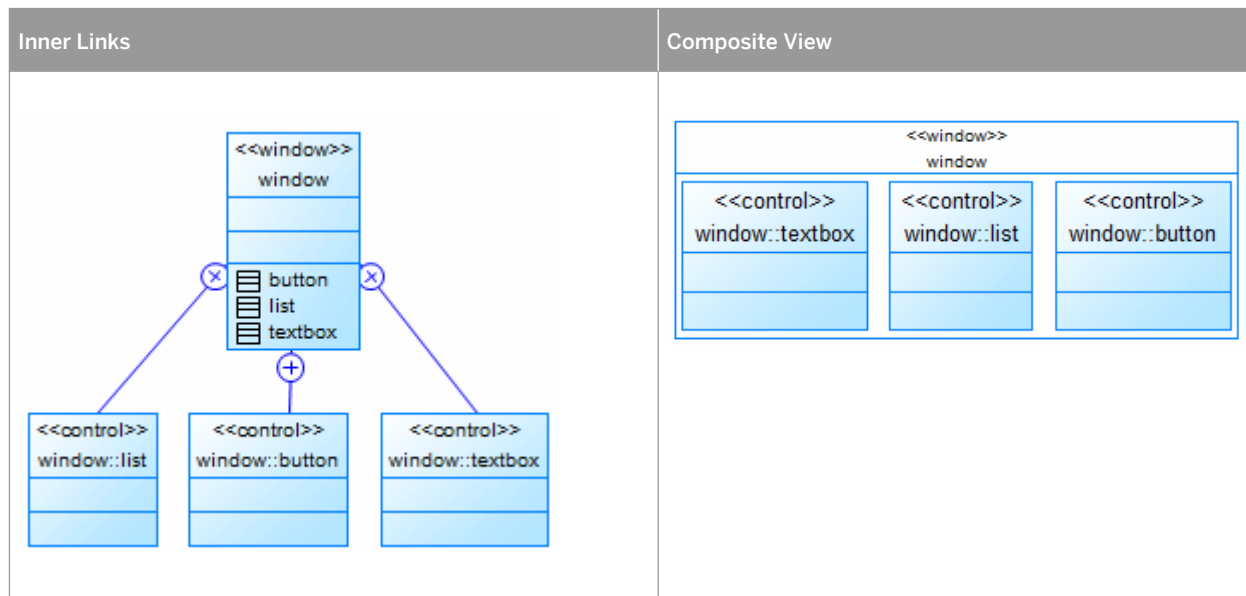 Inner Links
Composite View
<<window>>
window
button
list
textbox
<<control>>
window::list
<<control>>
window::button
<<control>>
window::textbox
<<window>>
window
<<control>>
window::textbox
<<control>>
window::list
<<control>>
window::button